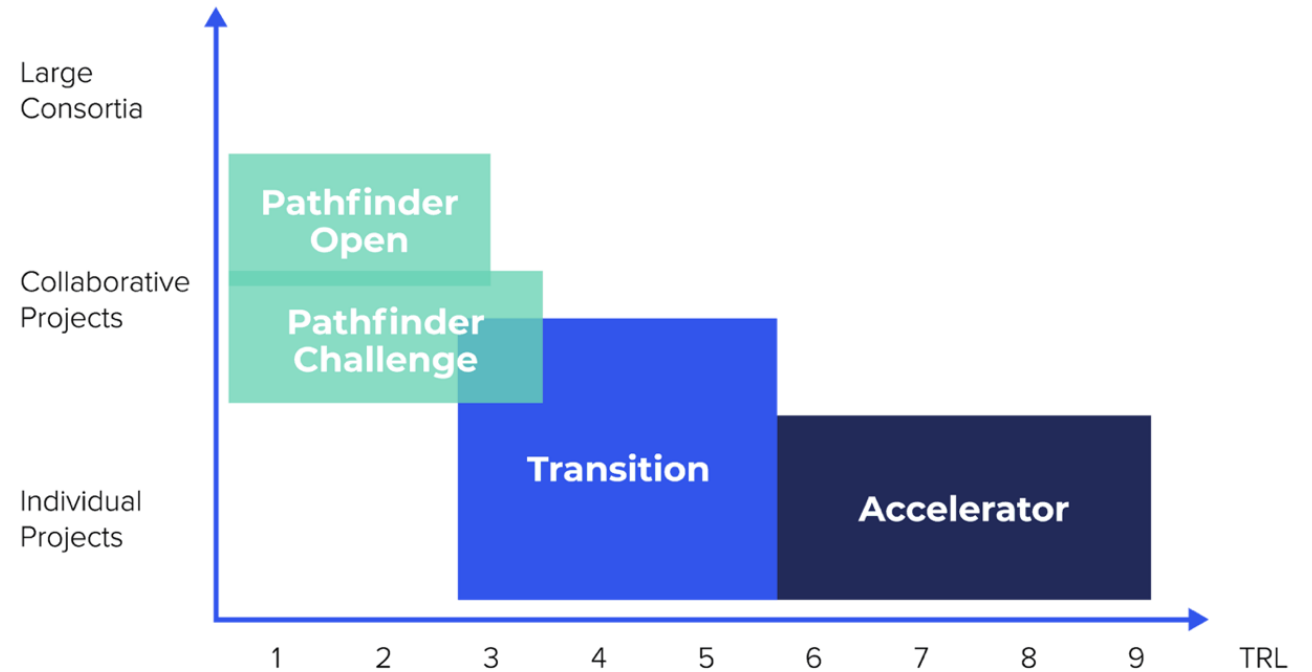 Large
Consortia
Pathfinder
Open
Collaborative
Projects
Pathfinder
Challenge
Transition
Accelerator
Individual
Projects
1 2 3 4 5 6 7 8 9 TRL